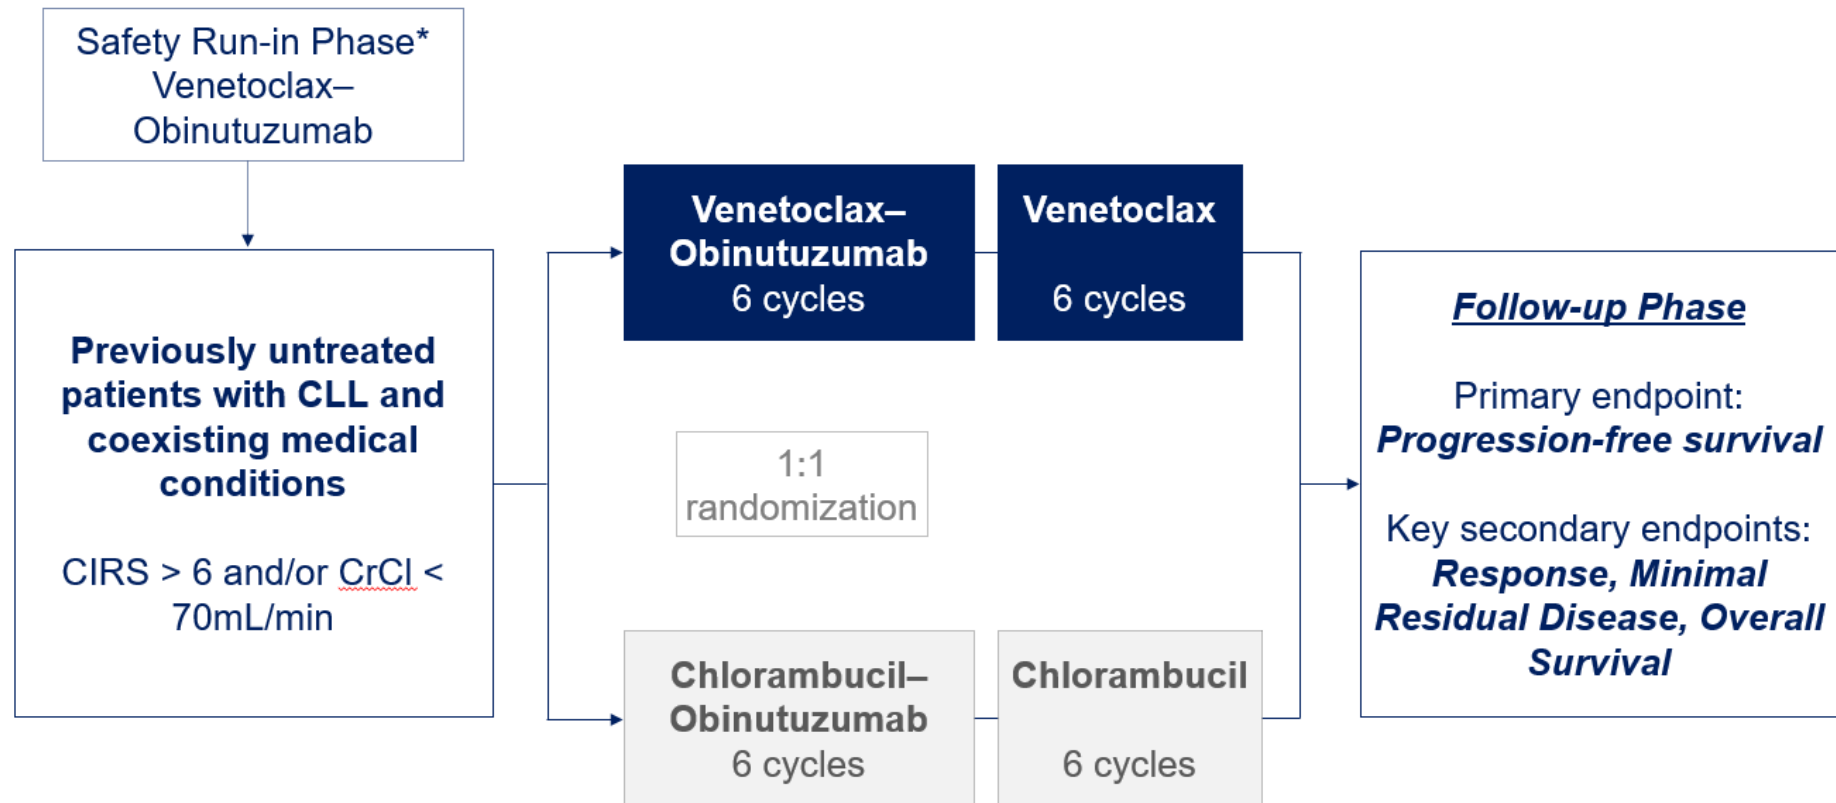 Safety Run-in Phase*
Venetoclax–
Obinutuzumab
Previously untreated
patients with CLL and
coexisting medical
conditions
CIRS > 6 and/or CrCl <
70mL/min
Venetoclax–
Obinutuzumab
6 cycles
Venetoclax
6 cycles
1:1
randomization
Chlorambucil–
Obinutuzumab
6 cycles
Chlorambucil
6 cycles
Follow-up Phase
Primary endpoint:
Progression-free survival
Key secondary endpoints:
Response, Minimal
Residual Disease, Overall
Survival